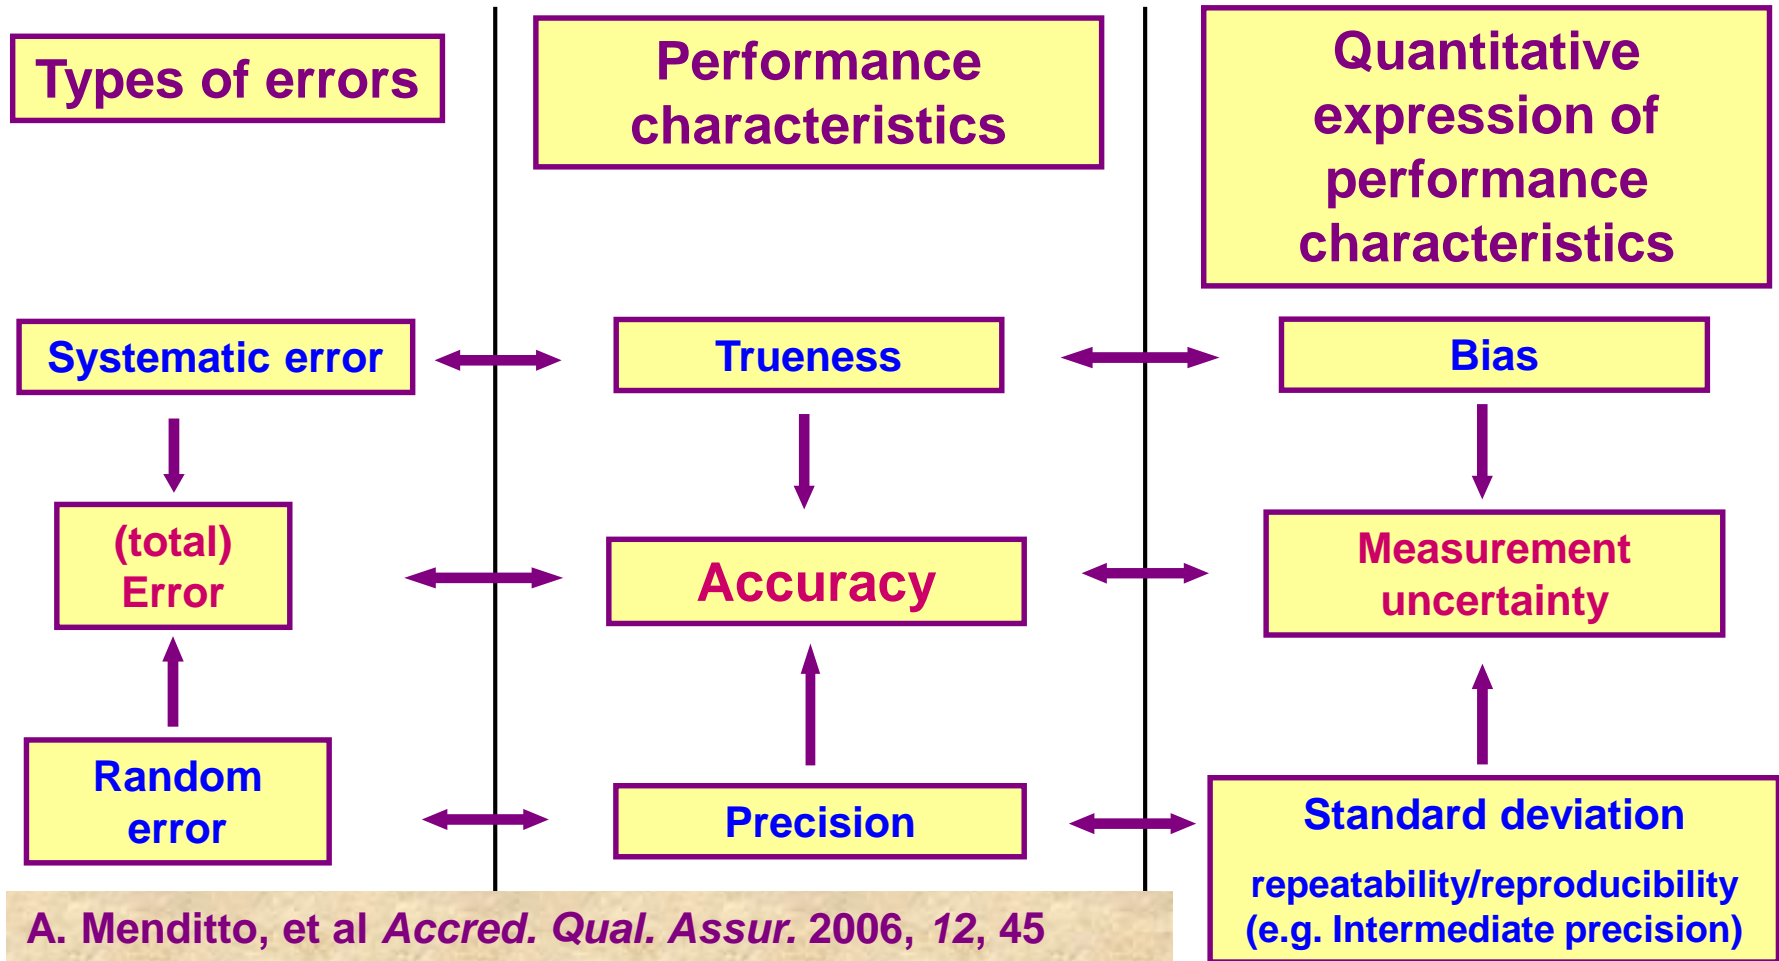 Types of errors
Performance
characteristics
Quantitative
expression of
performance
characteristics
Systematic error
Trueness
Bias
(total)
Error
Accuracy
Measurement
uncertainty
Random
error
Precision
Standard deviation
repeatability/reproducibility
(e.g. Intermediate precision)
A. Menditto, et al Accred. Qual. Assur. 2006, 12, 45